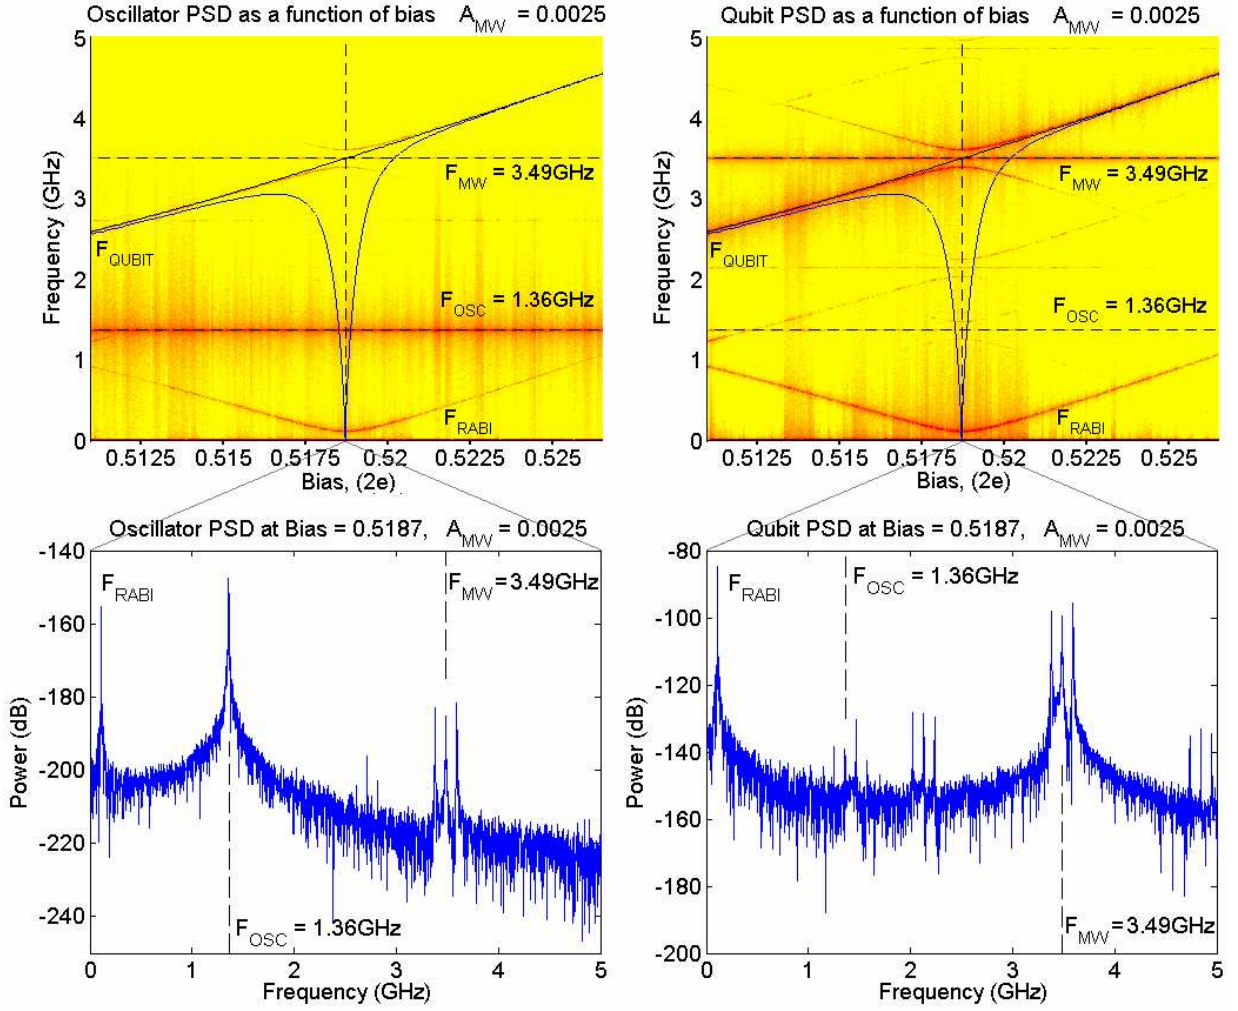 Oscillator PSD as a function of bias A_MW = 0.0025
Frequency (GHz)
5
4
3
2
1
0
F_MW = 3.49GHz
F_QUBIT
F_OSC = 1.36GHz
F_RABI
0.5125 0.515 0.5175 0.52 0.5225 0.525
Bias, (2e)
Qubit PSD as a function of bias A_MW = 0.0025
Frequency (GHz)
5
4
3
2
1
0
F_MW = 3.49GHz
F_QUBIT
F_OSC = 1.36GHz
F_RABI
0.5125 0.515 0.5175 0.52 0.5225 0.525
Bias, (2e)
Oscillator PSD at Bias = 0.5187, A_MW = 0.0025
Power (dB)
-140
-160
-180
-200
-220
-240
F_RABI
F_MW = 3.49GHz
F_OSC = 1.36GHz
0 1 2 3 4 5
Frequency (GHz)
Qubit PSD at Bias = 0.5187, A_MW = 0.0025
Power (dB)
-80
-100
-120
-140
-160
-180
-200
F_RABI
F_OSC = 1.36GHz
F_MW = 3.49GHz
0 1 2 3 4 5
Frequency (GHz)